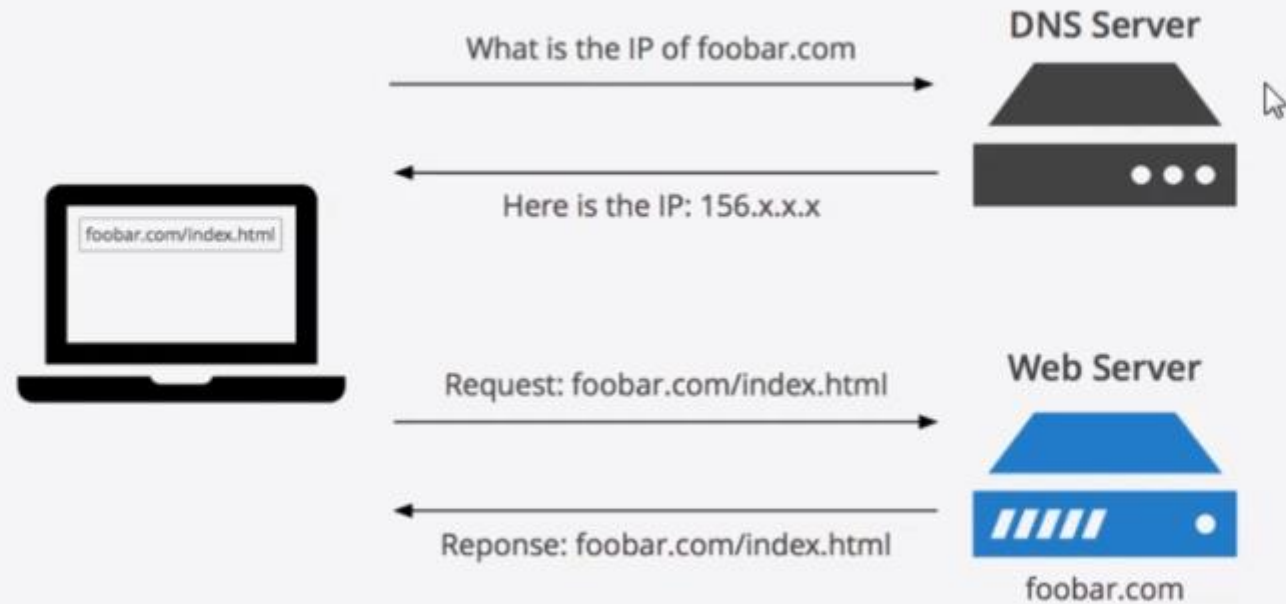 DNS Server
What is the IP of foobar.com
Here is the IP: 156.x.x.x
foobar.com/index.html
Web Server
Request: foobar.com/index.html
Reponse: foobar.com/index.html
foobar.com